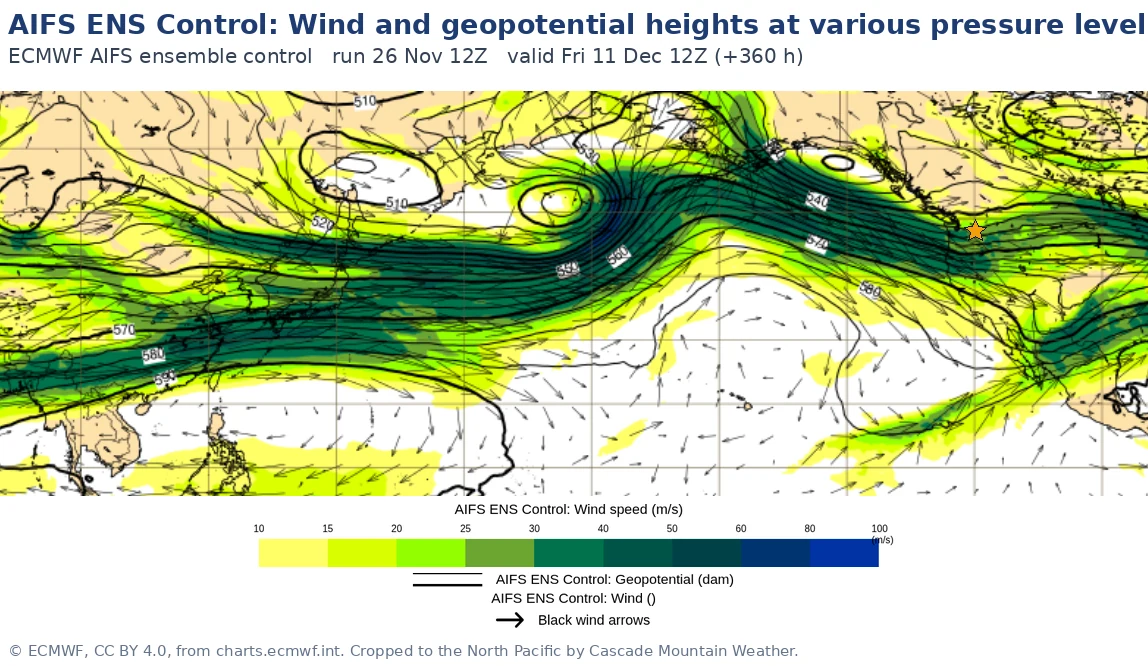 AIFS ENS Control: Wind and geopotential heights at various pressure level
ECMWF AIFS ensemble control run 26 Nov 12Z valid Fri 11 Dec 12Z (+360 h)
510
530
510
520
540
550
560
570
570
580
580
590
AIFS ENS Control: Wind speed (m/s)
10 15 20 25 30 40 50 60 80 100
(m/s)
AIFS ENS Control: Geopotential (dam)
AIFS ENS Control: Wind ()
Black wind arrows
© ECMWF, CC BY 4.0, from charts.ecmwf.int. Cropped to the North Pacific by Cascade Mountain Weather.